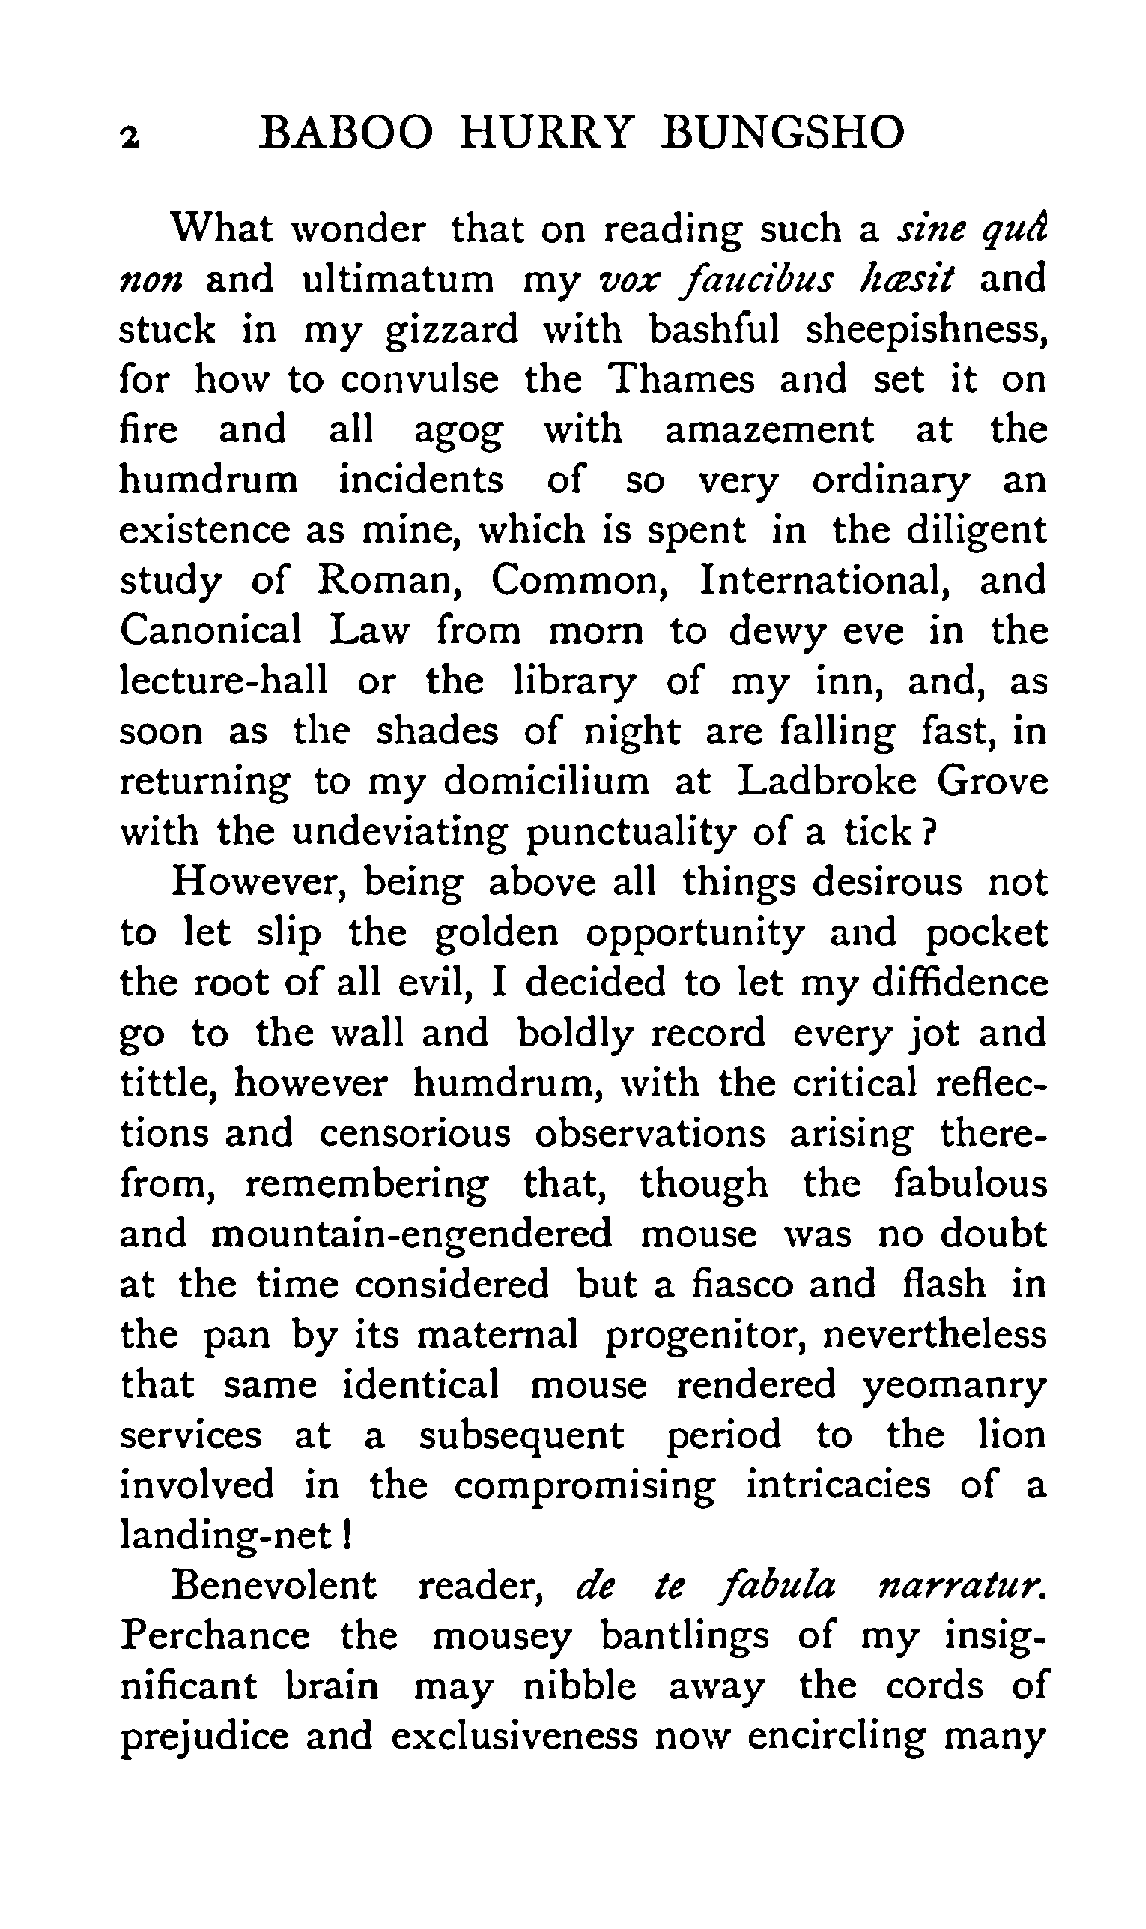 2 BABOO HURRY BUNGSHO
What wonder that on reading such a sine quâ
non and ultimatum my vox faucibus hæsit and
stuck in my gizzard with bashful sheepishness,
for how to convulse the Thames and set it on
fire and all agog with amazement at the
humdrum incidents of so very ordinary an
existence as mine, which is spent in the diligent
study of Roman, Common, International, and
Canonical Law from morn to dewy eve in the
lecture-hall or the library of my inn, and, as
soon as the shades of night are falling fast, in
returning to my domicilium at Ladbroke Grove
with the undeviating punctuality of a tick ?
However, being above all things desirous not
to let slip the golden opportunity and pocket
the root of all evil, I decided to let my diffidence
go to the wall and boldly record every jot and
tittle, however humdrum, with the critical reflec-
tions and censorious observations arising there-
from, remembering that, though the fabulous
and mountain-engendered mouse was no doubt
at the time considered but a fiasco and flash in
the pan by its maternal progenitor, nevertheless
that same identical mouse rendered yeomanry
services at a subsequent period to the lion
involved in the compromising intricacies of a
landing-net !
Benevolent reader, de te fabula narratur.
Perchance the mousey bantlings of my insig-
nificant brain may nibble away the cords of
prejudice and exclusiveness now encircling many